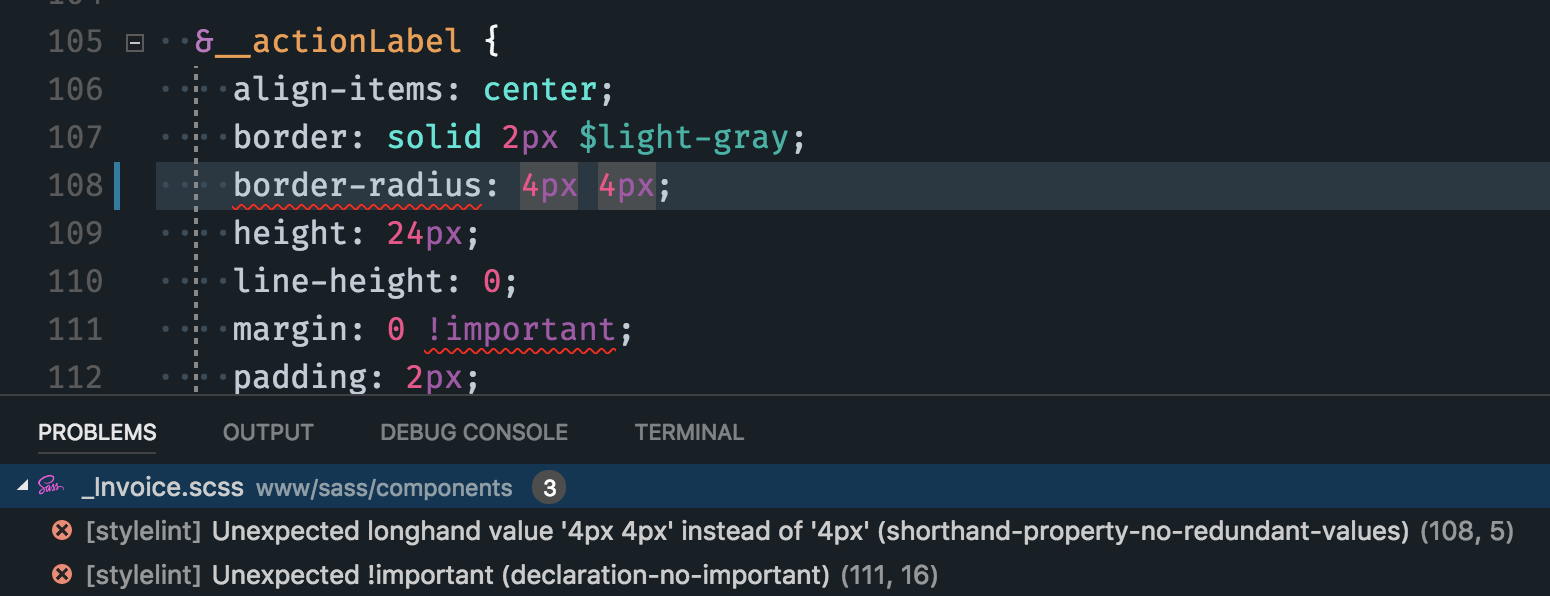 105 &__actionLabel {
106 align-items: center;
107 border: solid 2px $light-gray;
108 border-radius: 4px 4px;
109 height: 24px;
110 line-height: 0;
111 margin: 0 !important;
112 padding: 2px;
PROBLEMS OUTPUT DEBUG CONSOLE TERMINAL
Sass _Invoice.scss www/sass/components 3
[stylelint] Unexpected longhand value '4px 4px' instead of '4px' (shorthand-property-no-redundant-values) (108, 5)
[stylelint] Unexpected !important (declaration-no-important) (111, 16)